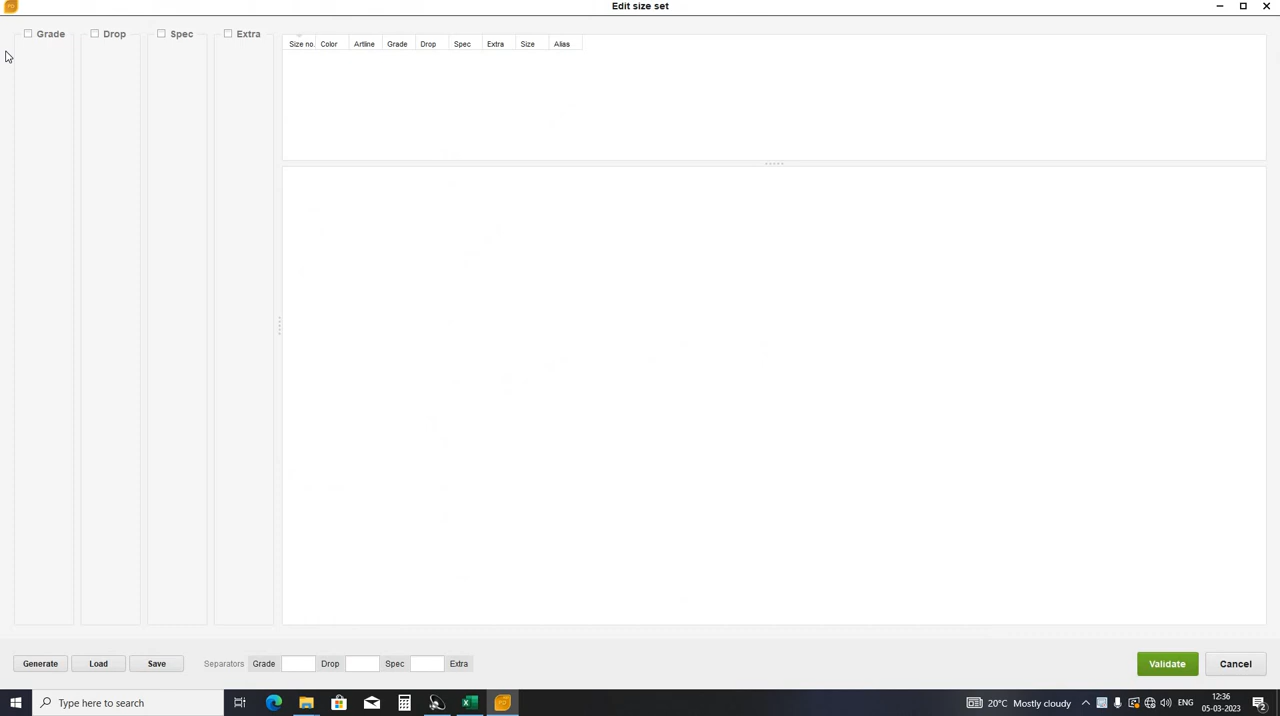 Edit size set
Grade Drop Spec Extra
Size no. Color Artline Grade Drop Spec Extra Size Alias
Generate Load Save Separators Grade Drop Spec Extra Validate Cancel
Type here to search
20°C Mostly cloudy ENG 12:36
05-03-2023 2